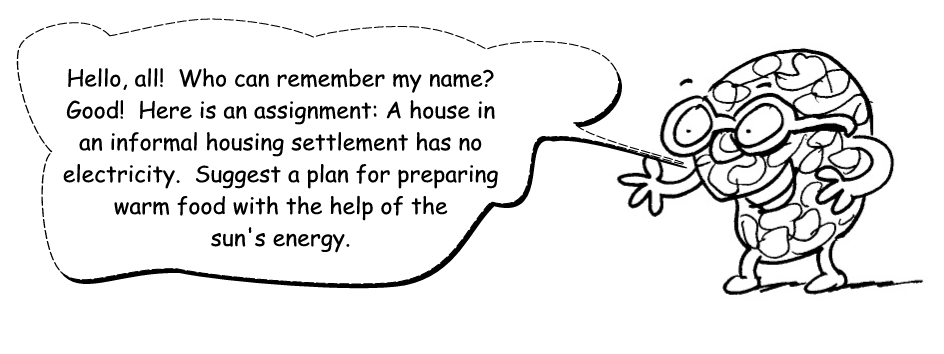 Hello, all!  Who can remember my name?
Good!  Here is an assignment: A house in
an informal housing settlement has no
electricity.  Suggest a plan for preparing
warm food with the help of the
sun's energy.